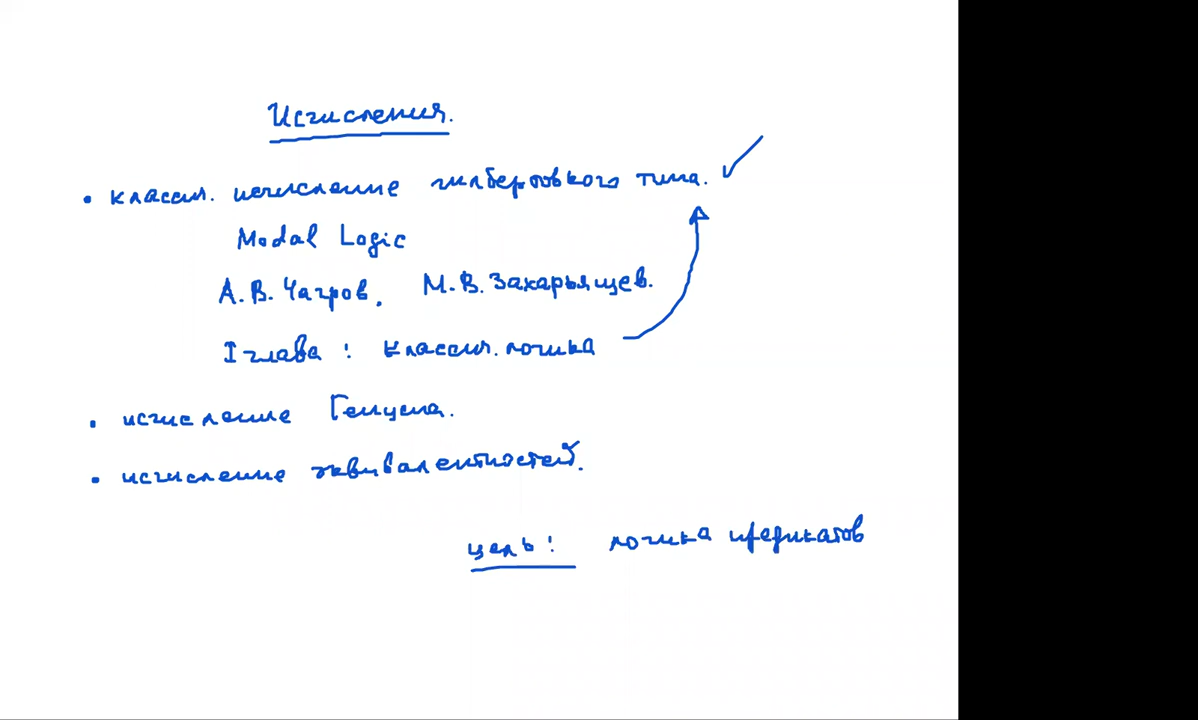 Исчисления.
• классич. исчисление гильбертовского типа. ✓
Modal Logic
А.В. Чагров, М.В. Захарьящев.
I глава: классич. логика
• исчисление Генцена.
• исчисление эквивалентностей.
цель: логика предикатов